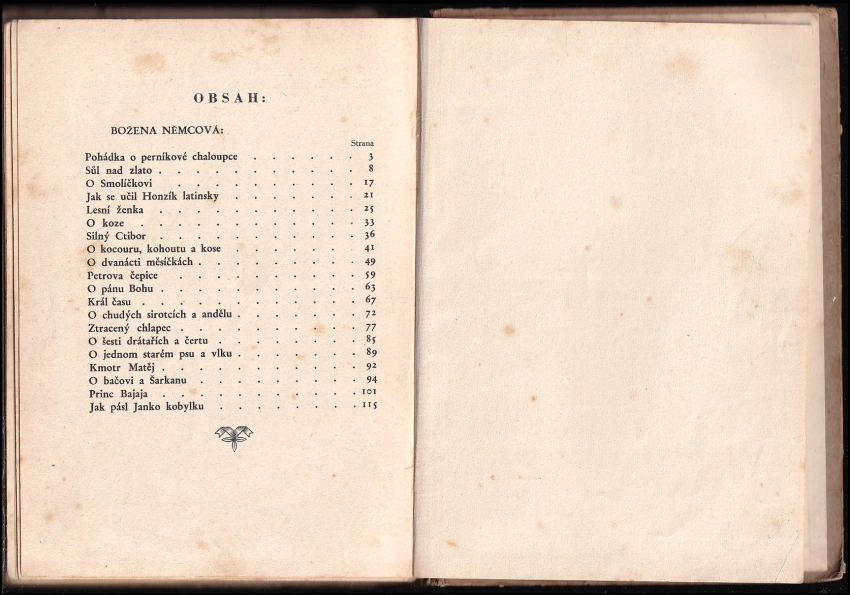 OBSAH:
BOŽENA NĚMCOVÁ:
Strana
Pohádka o perníkové chaloupce . . . . . . 3
Sůl nad zlato . . . . . . . . . . . 8
O Smolíčkovi . . . . . . . . . . 17
Jak se učil Honzík latinsky . . . . . . . 21
Lesní ženka . . . . . . . . . . . 25
O koze . . . . . . . . . . . . 33
Silný Ctibor . . . . . . . . . . . 36
O kocouru, kohoutu a kose . . . . . . . 41
O dvanácti měsíčkách . . . . . . . . . 49
Petrova čepice . . . . . . . . . . 59
O pánu Bohu . . . . . . . . . . . 63
Král času . . . . . . . . . . . . 67
O chudých sirotcích a andělu . . . . . . . 72
Ztracený chlapec . . . . . . . . . . 77
O šesti drátařích a čertu . . . . . . . . 85
O jednom starém psu a vlku . . . . . . . 89
Kmotr Matěj . . . . . . . . . . . 92
O bačovi a Šarkanu . . . . . . . . . 94
Princ Bajaja . . . . . . . . . . . 101
Jak pásl Janko kobylku . . . . . . . . 115